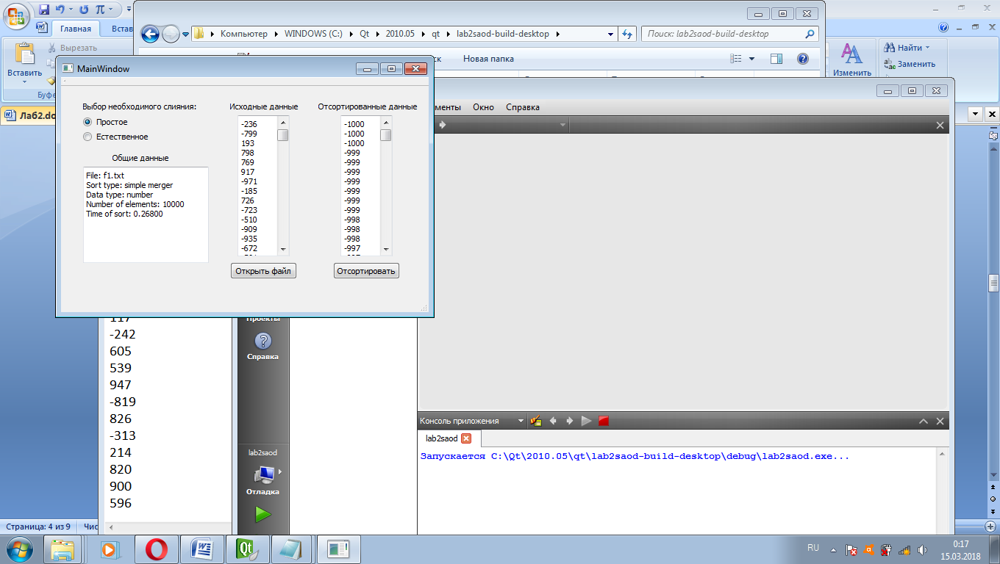 Главная
Встав
Вставить
Вырезать
Буфе
Найти
Заменить
Изменить
Компьютер
WINDOWS (C:)
Qt
2010.05
qt
lab2saod-build-desktop
Поиск: lab2saod-build-desktop
ск
Новая папка
Лаб2.do
MainWindow
Выбор необходимого слияния:
Простое
Естественное
Общие данные
File: f1.txt
Sort type: simple merger
Data type: number
Number of elements: 10000
Time of sort: 0.26800
Исходные данные
-236
-799
193
798
769
917
-971
-185
726
-723
-510
-909
-935
-672
Открыть файл
Отсортированные данные
-1000
-1000
-1000
-999
-999
-999
-999
-999
-999
-999
-998
-998
-998
-997
Отсортировать
менты
Окно
Справка
117
-242
605
539
947
-819
826
-313
214
820
900
596
Проекты
Справка
lab2saod
Отладка
Консоль приложения
lab2saod
Запускается C:\Qt\2010.05\qt\lab2saod-build-desktop\debug\lab2saod.exe...
Страница: 4 из 9
Чис
RU
0:17
15.03.2018